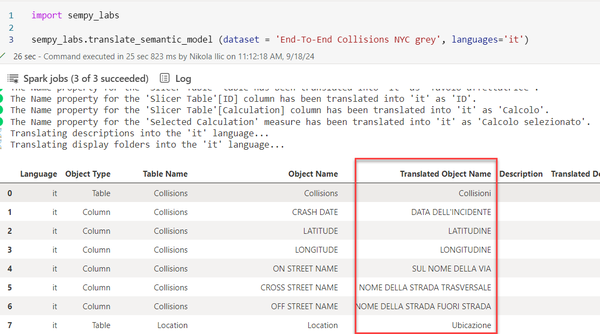 1 import sempy_labs
2
3 sempy_labs.translate_semantic_model (dataset = 'End-To-End Collisions NYC grey', languages='it')
26 sec - Command executed in 25 sec 823 ms by Nikola Ilic on 11:12:18 AM, 9/18/24
Spark jobs (3 of 3 succeeded) Log
The Name property for the 'Slicer Table'[ID] column has been translated into 'it' as 'ID'.
The Name property for the 'Slicer Table'[Calculation] column has been translated into 'it' as 'Calcolo'.
The Name property for the 'Selected Calculation' measure has been translated into 'it' as 'Calcolo selezionato'.
Translating descriptions into the 'it' language...
Translating display folders into the 'it' language...
Language Object Type Table Name Object Name Translated Object Name Description Translated De
0 it Table Collisions Collisions Collisioni
1 it Column Collisions CRASH DATE DATA DELL'INCIDENTE
2 it Column Collisions LATITUDE LATITUDINE
3 it Column Collisions LONGITUDE LONGITUDINE
4 it Column Collisions ON STREET NAME SUL NOME DELLA VIA
5 it Column Collisions CROSS STREET NAME NOME DELLA STRADA TRASVERSALE
6 it Column Collisions OFF STREET NAME NOME DELLA STRADA FUORI STRADA
7 it Table Location Location Ubicazione